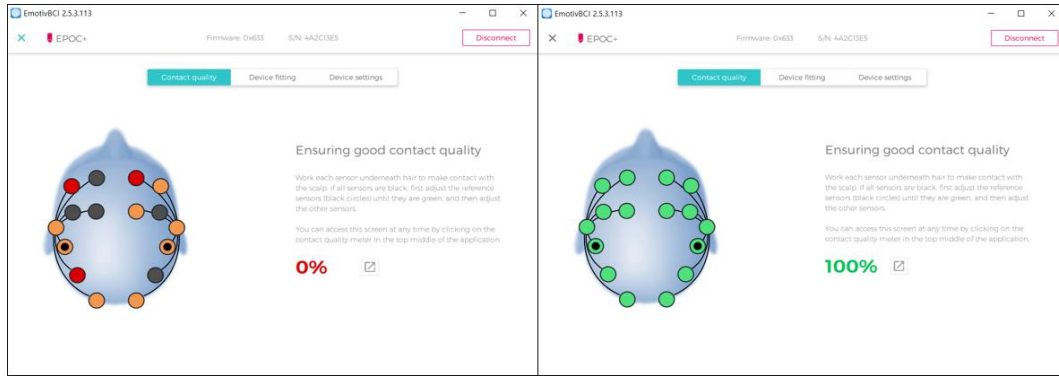 EmotivBCI 2.5.3.113
EPOC+
Firmware: 0x633
S/N: 4A2C13E5
Disconnect
Contact quality
Device fitting
Device settings
Ensuring good contact quality
Work each sensor underneath hair to make contact with
the scalp. If all sensors are black, first adjust the reference
sensors (black circles) until they are green, and then adjust
the other sensors.
You can access this screen at any time by clicking on the
contact quality meter in the top middle of the application
0%
EmotivBCI 2.5.3.113
EPOC+
Firmware: 0x633
S/N: 4A2C13E5
Disconnect
Contact quality
Device fitting
Device settings
Ensuring good contact quality
Work each sensor underneath hair to make contact with
the scalp. If all sensors are black, first adjust the reference
sensors (black circles) until they are green, and then adjust
the other sensors.
You can access this screen at any time by clicking on the
contact quality meter in the top middle of the application
100%